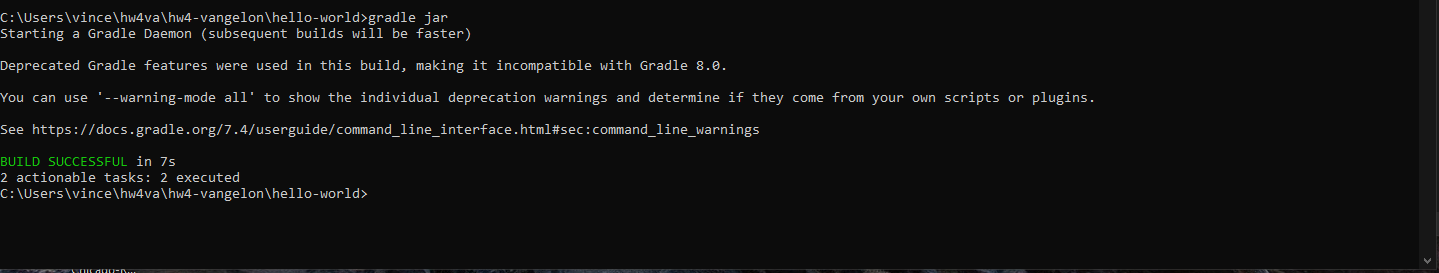 C:\Users\vince\hw4va\hw4-vangelon\hello-world>gradle jar
Starting a Gradle Daemon (subsequent builds will be faster)
Deprecated Gradle features were used in this build, making it incompatible with Gradle 8.0.
You can use '--warning-mode all' to show the individual deprecation warnings and determine if they come from your own scripts or plugins.
See https://docs.gradle.org/7.4/userguide/command_line_interface.html#sec:command_line_warnings
BUILD SUCCESSFUL in 7s
2 actionable tasks: 2 executed
C:\Users\vince\hw4va\hw4-vangelon\hello-world>